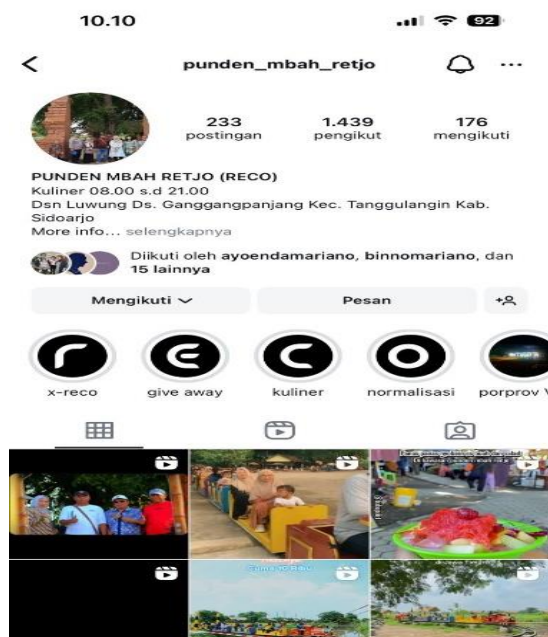 10.10
92
punden_mbah_retjo
233
postingan
1.439
pengikut
176
mengikuti
PUNDEN MBAH RETJO (RECO)
Kuliner 08.00 s.d 21.00
Dsn Luwung Ds. Ganggangpanjang Kec. Tanggulangin Kab.
Sidoarjo
More info... selengkapnya
Diikuti oleh ayoendamariano, binnomariano, dan
15 lainnya
Mengikuti
Pesan
r
e
c
o
x-reco
give away
kuliner
normalisasi
porprov V